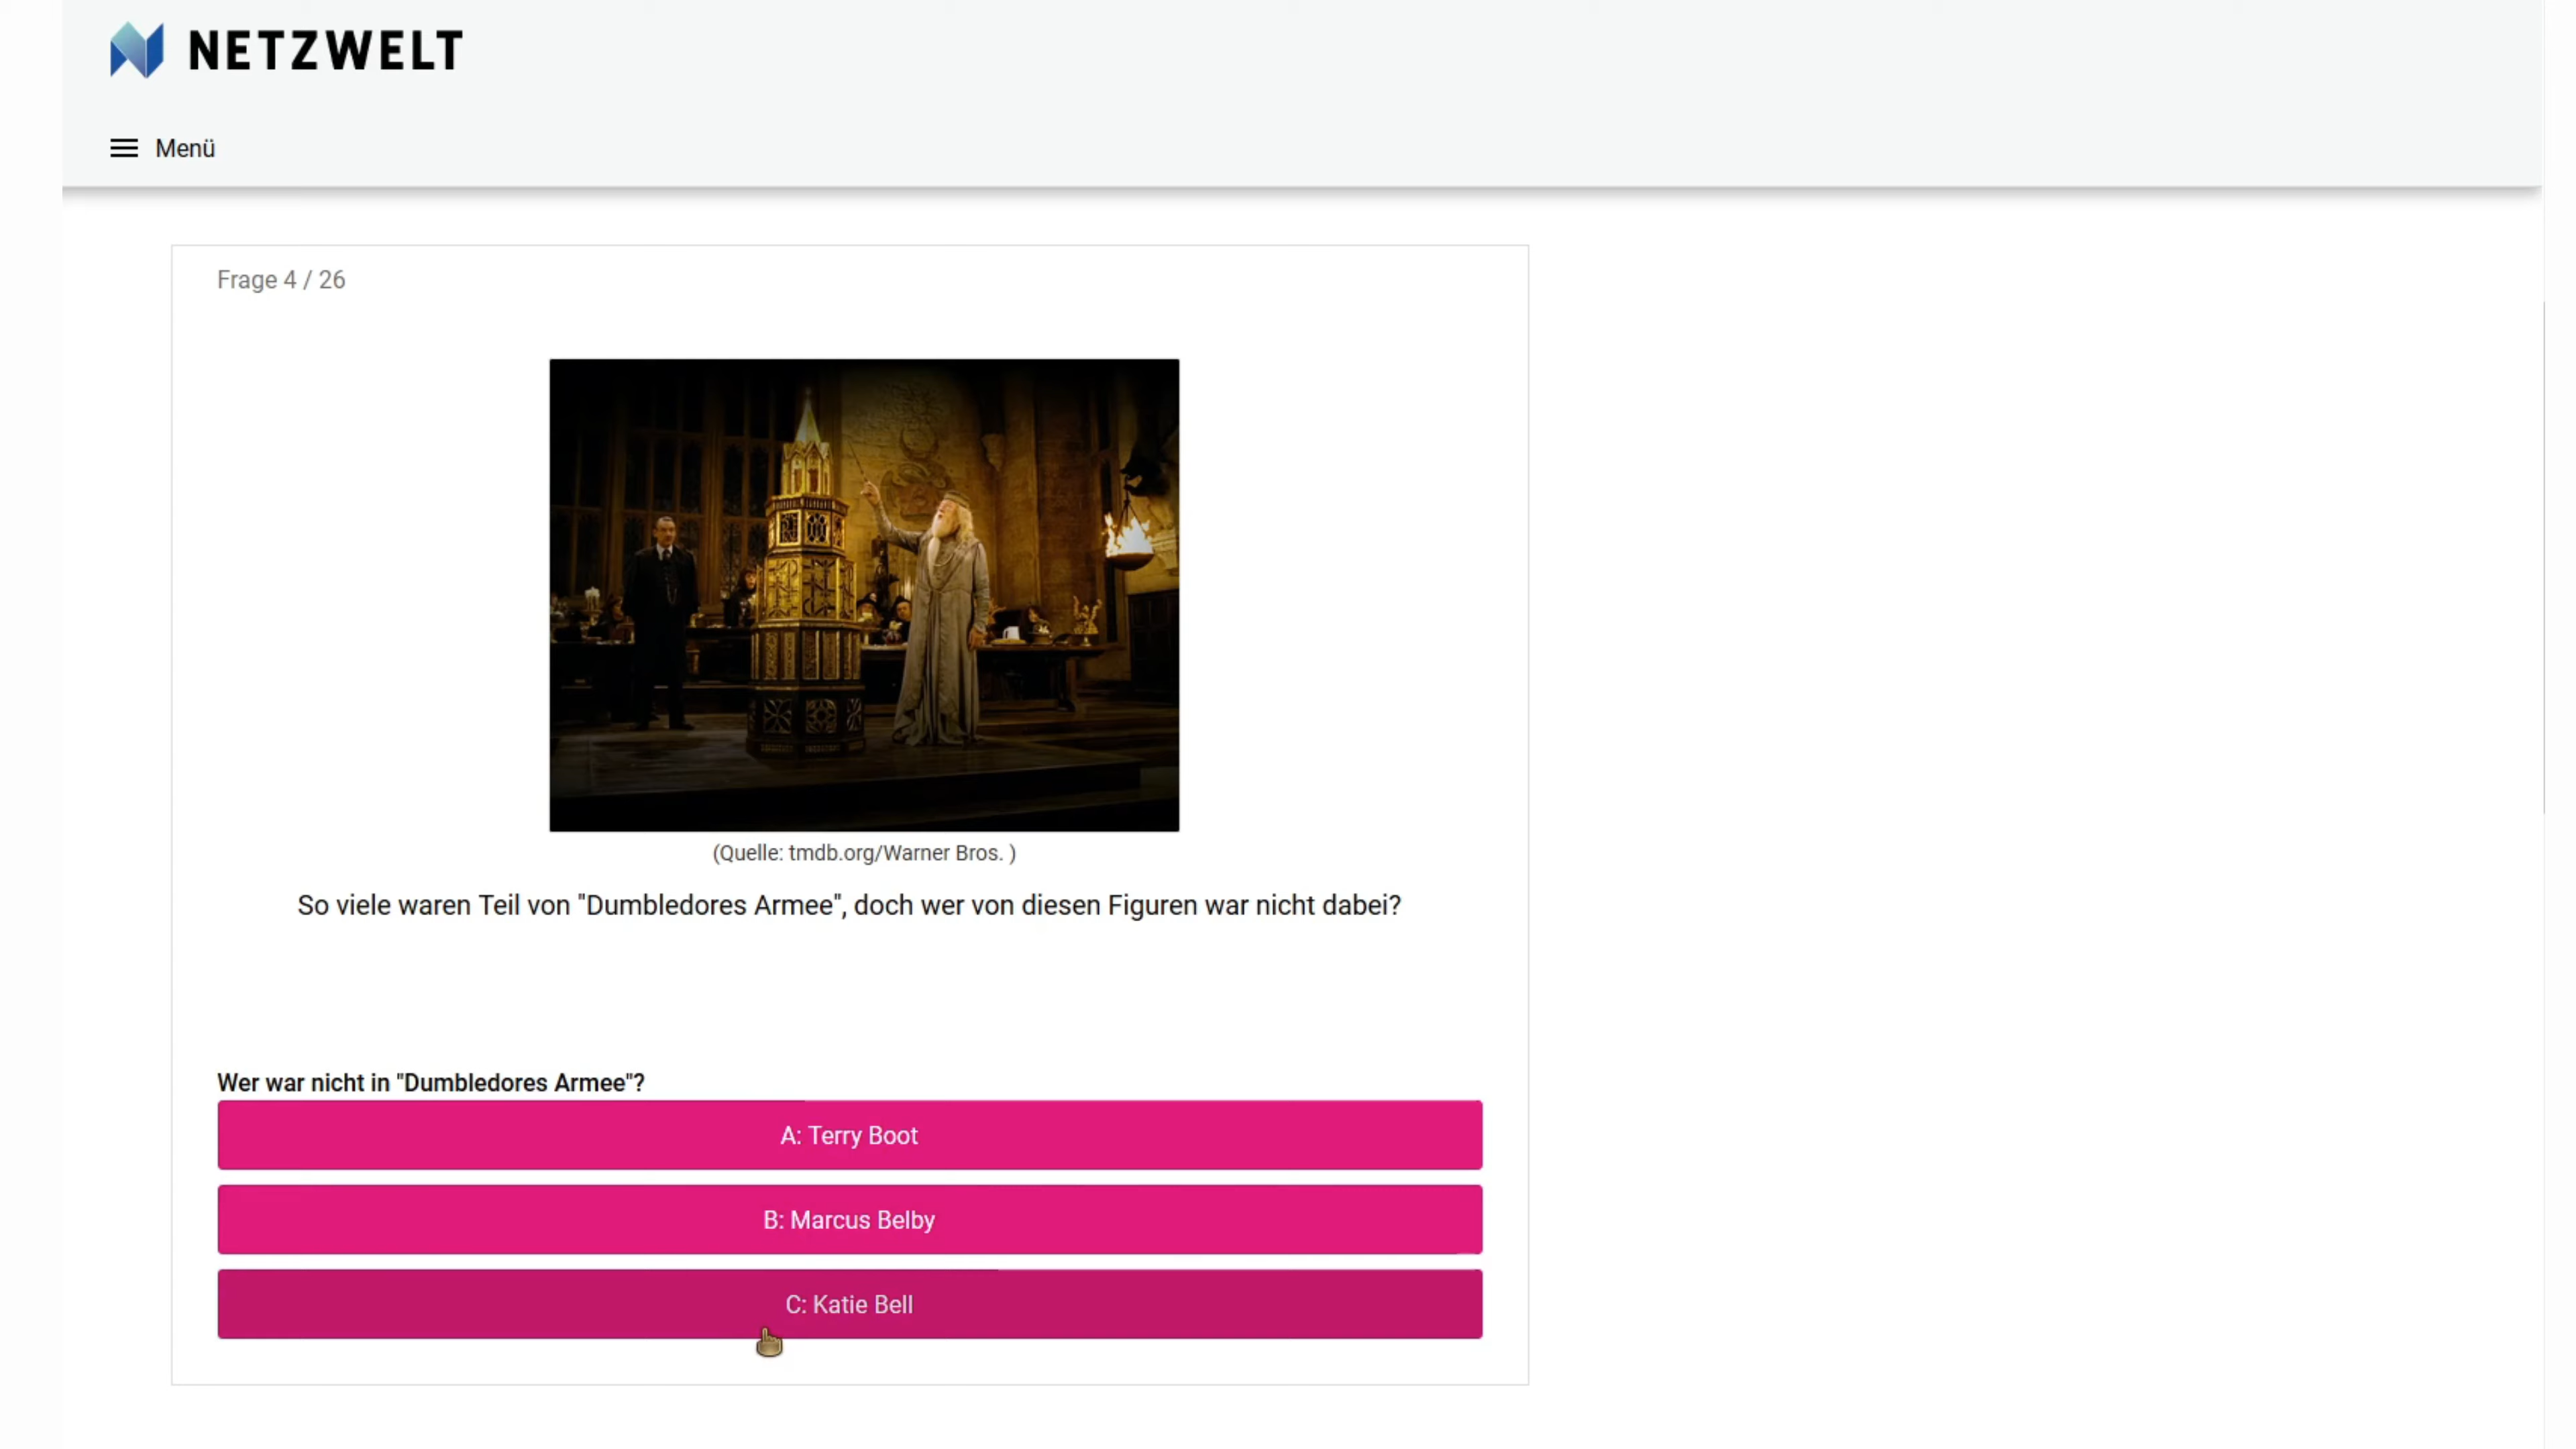 NETZWELT
Menü
Frage 4 / 26
(Quelle: tmdb.org/Warner Bros. )
So viele waren Teil von "Dumbledores Armee", doch wer von diesen Figuren war nicht dabei?
Wer war nicht in "Dumbledores Armee"?
A: Terry Boot
B: Marcus Belby
C: Katie Bell